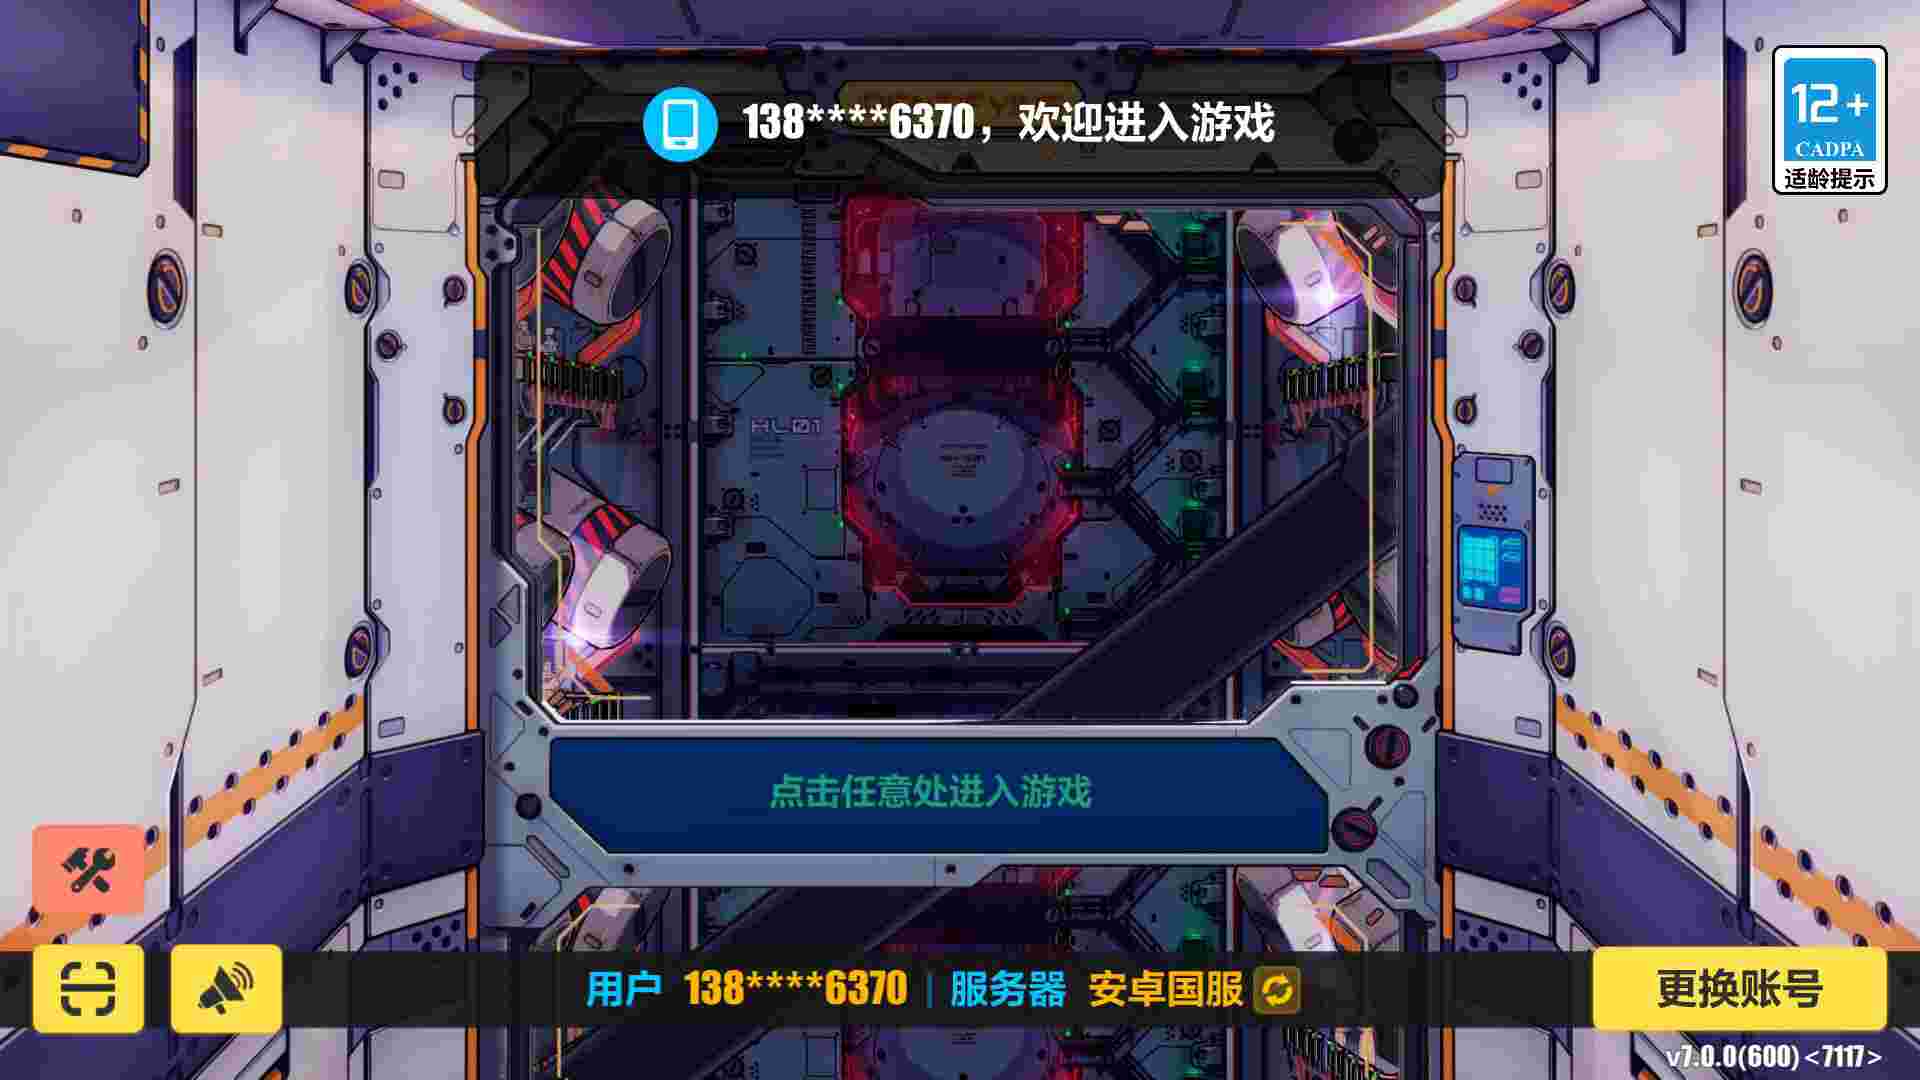 138****6370，欢迎进入游戏
12+
CADPA
适龄提示
HL01
点击任意处进入游戏
用户 138****6370 | 服务器 安卓国服
更换账号
v7.0.0(600)<7117>